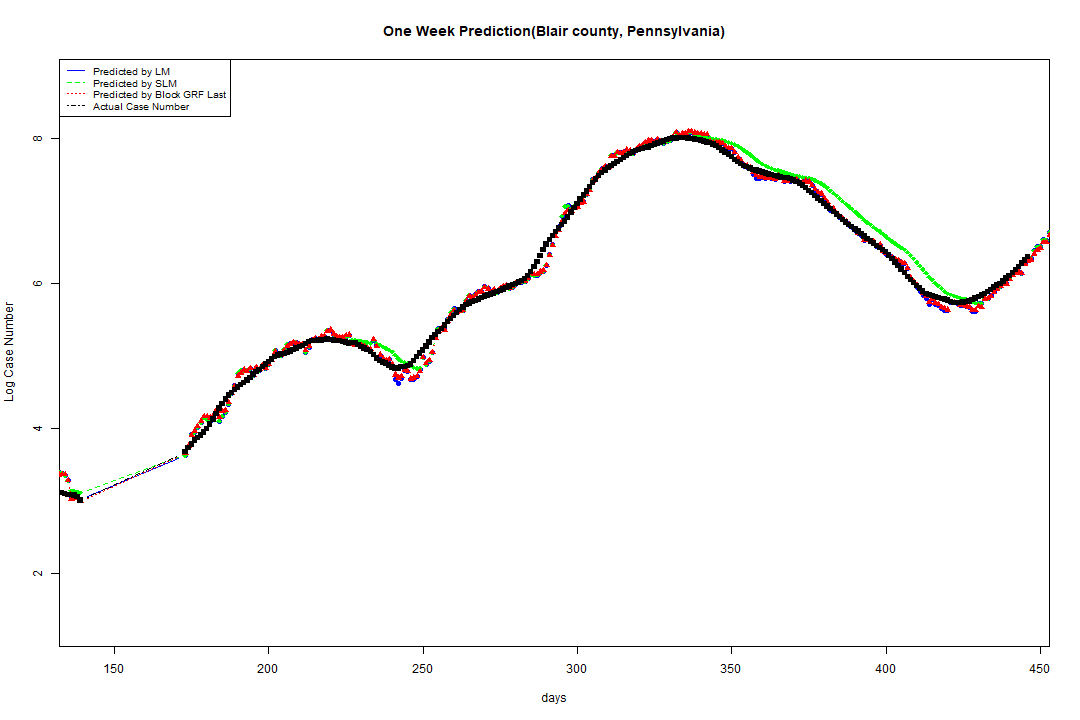 One Week Prediction(Blair county, Pennsylvania)
Predicted by LM
Predicted by SLM
Predicted by Block GRF Last
Actual Case Number
8
6
4
2
Log Case Number
150 200 250 300 350 400 450
days